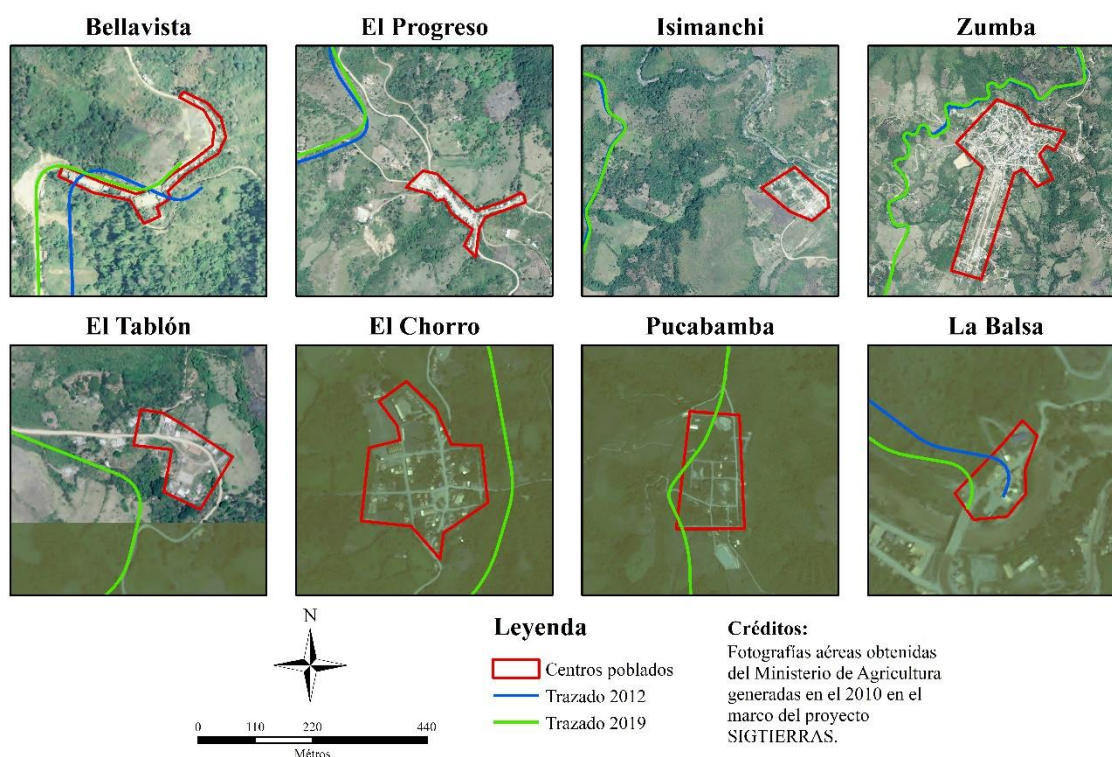 Bellavista
El Progreso
Isimanchi
Zumba
El Tablón
El Chorro
Pucabamba
La Balsa
N
0 110 220 440
Métros
Leyenda
Centros poblados
Trazado 2012
Trazado 2019
Créditos:
Fotografías aéreas obtenidas
del Ministerio de Agricultura
generadas en el 2010 en el
marco del proyecto
SIGTIERRAS.